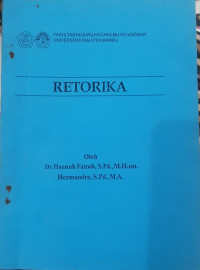 FAKULTAS KEGURUAN DAN ILMU PENDIDIKAN
UNIVERSITAS RIAU PEKANBARU
RETORIKA
Oleh
Dr. Hasnah Faizah, S.Pd., M.Hum.
Hermandra, S.Pd., M.A.